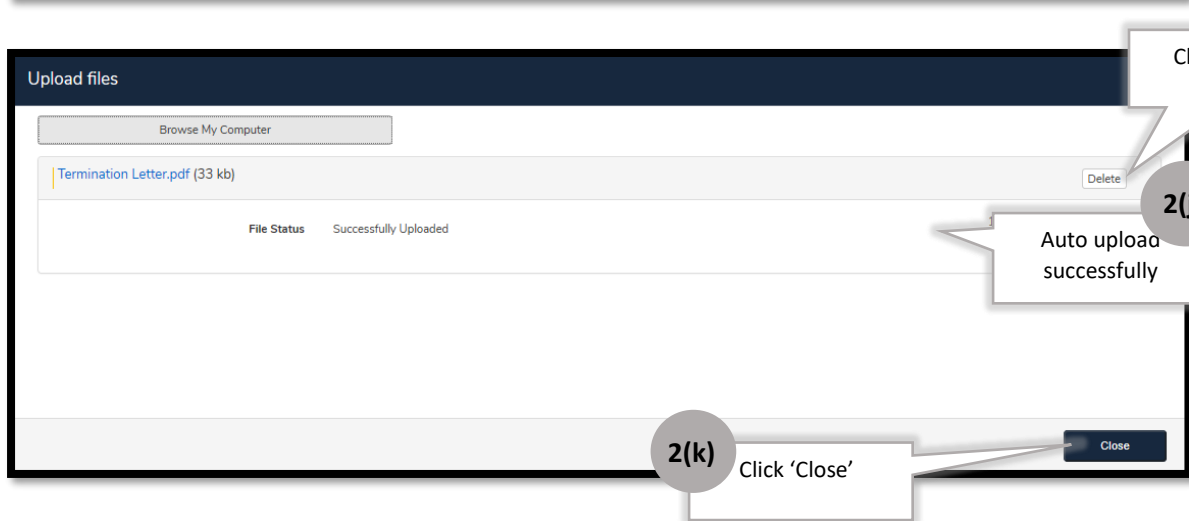 Upload files
Browse My Computer
Termination Letter.pdf (33 kb)
Delete
File Status Successfully Uploaded
Auto upload
successfully
2(k)
Click ‘Close’
Close